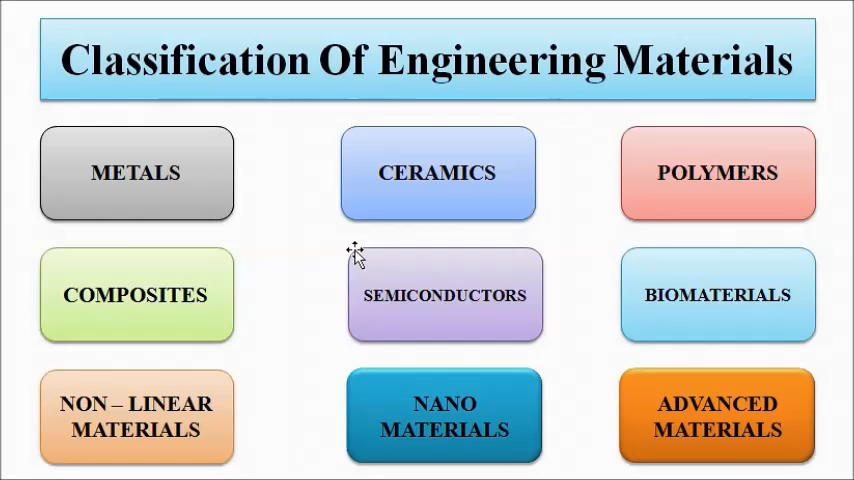 Classification Of Engineering Materials
METALS
CERAMICS
POLYMERS
COMPOSITES
SEMICONDUCTORS
BIOMATERIALS
NON – LINEAR
MATERIALS
NANO
MATERIALS
ADVANCED
MATERIALS